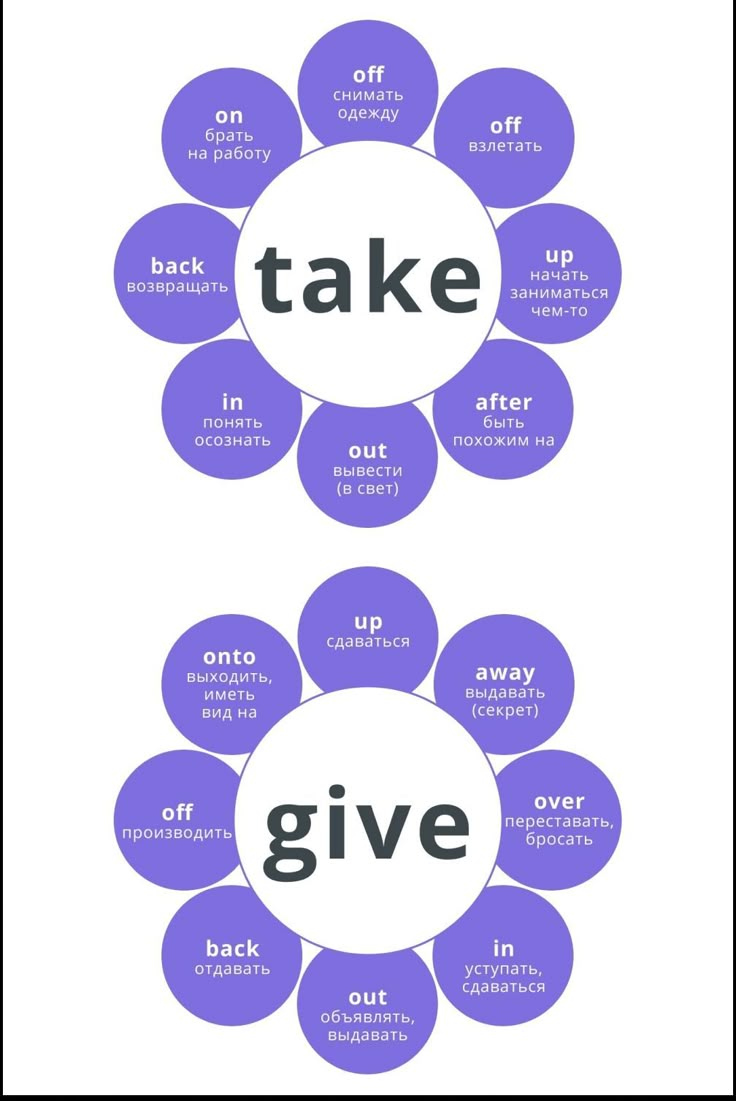 off
снимать
одежду
off
взлетать
up
начать
заниматься
чем-то
after
быть
похожим на
out
вывести
(в свет)
in
понять
осознать
back
возвращать
on
брать
на работу
take
up
сдаваться
away
выдавать
(секрет)
over
переставать,
бросать
in
уступать,
сдаваться
out
объявлять,
выдавать
back
отдавать
off
производить
onto
выходить,
иметь
вид на
give